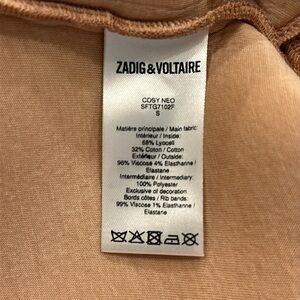 ZADIG&VOLTAIRE
COSY NEO
SFTG7102F
S
Matière principale / Main fabric:
Intérieur / Inside:
68% Lyocell
32% Coton / Cotton
Extérieur / Outside:
96% Viscose 4% Elasthanne /
Elastane
Intermédiaire / Intermediary:
100% Polyester
Exclusive of decoration
Bords côtes / Rib bands:
99% Viscose 1% Elasthanne /
Elastane